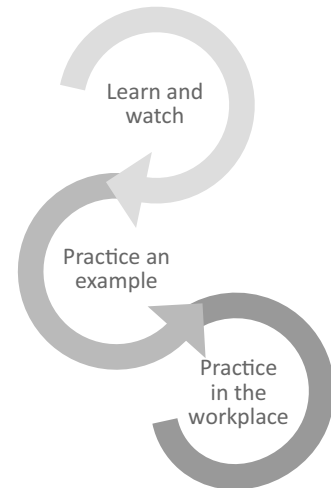 Learn and
watch
Practice an
example
Practice
in the
workplace